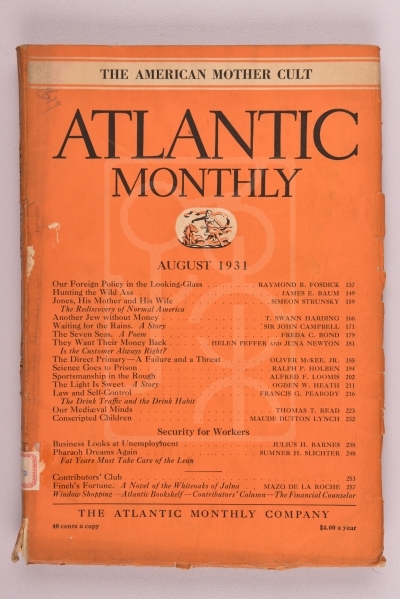 THE AMERICAN MOTHER CULT
ATLANTIC
MONTHLY
AUGUST 1931
Our Foreign Policy in the Looking-Glass . . . RAYMOND B. FOSDICK 137
Hunting the Wild Ass . . . JAMES E. BAUM 149
Jones, His Mother and His Wife . . . SIMEON STRUNSKY 159
The Rediscovery of Normal America
Another Jew without Money . . . T. SWANN HARDING 166
Waiting for the Rains. A Story . . . SIR JOHN CAMPBELL 171
The Seven Seas. A Poem . . . FREDA C. BOND 179
They Want Their Money Back . . . HELEN PEFFER and JUNA NEWTON 181
Is the Customer Always Right?
The Direct Primary—A Failure and a Threat . . . OLIVER McKEE, JR. 185
Science Goes to Prison . . . RALPH P. HOLBEN 194
Sportsmanship in the Rough . . . ALFRED F. LOOMIS 202
The Light Is Sweet. A Story . . . OGDEN W. HEATH 211
Law and Self-Control . . . FRANCIS G. PEABODY 216
The Drink Traffic and the Drink Habit
Our Mediæval Minds . . . THOMAS T. READ 223
Conscripted Children . . . MAUDE DUTTON LYNCH 232
Security for Workers
Business Looks at Unemployment . . . JULIUS H. BARNES 238
Pharaoh Dreams Again . . . SUMNER H. SLICHTER 248
Fat Years Must Take Care of the Lean
Contributors' Club . . . 253
Finch's Fortune. A Novel of the Whiteoaks of Jalna . . MAZO DE LA ROCHE 257
Window Shopping—Atlantic Bookshelf—Contributors' Column—The Financial Counselor
THE ATLANTIC MONTHLY COMPANY
40 cents a copy $4.00 a year